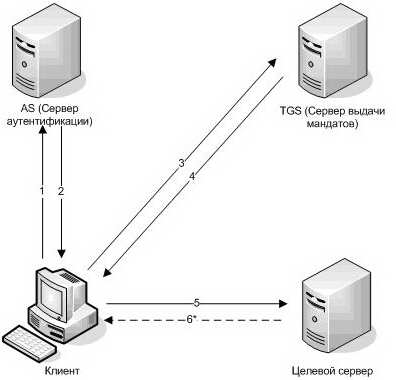 AS (Сервер
аутентификации)
TGS (Сервер выдачи
мандатов)
3
4
1
2
5
6*
Клиент
Целевой сервер